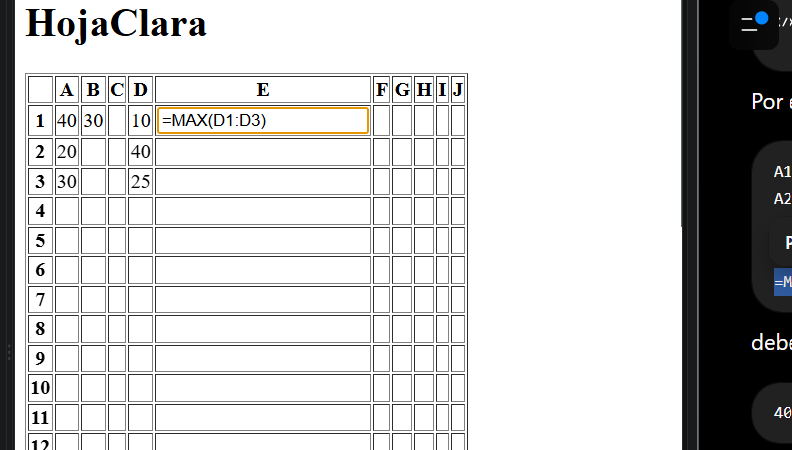 HojaClara
A B C D E F G H I J
1 40 30 10 =MAX(D1:D3)
2 20 40
3 30 25
4
5
6
7
8
9
10
11
12
Por
A1
A2
=M
debe
40